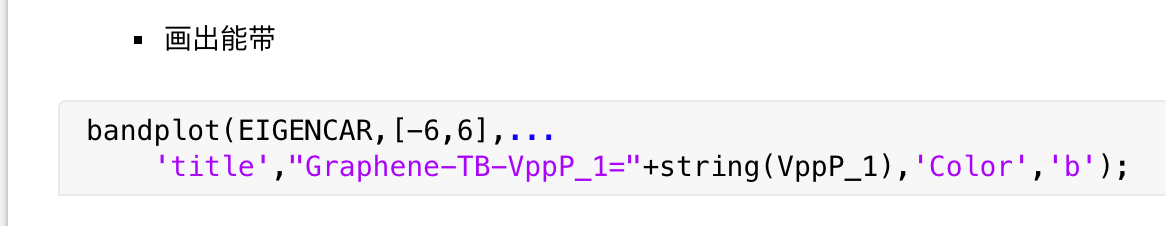 ▪ 画出能带
bandplot(EIGENCAR,[-6,6],...
'title',"Graphene-TB-VppP_1="+string(VppP_1),'Color','b');